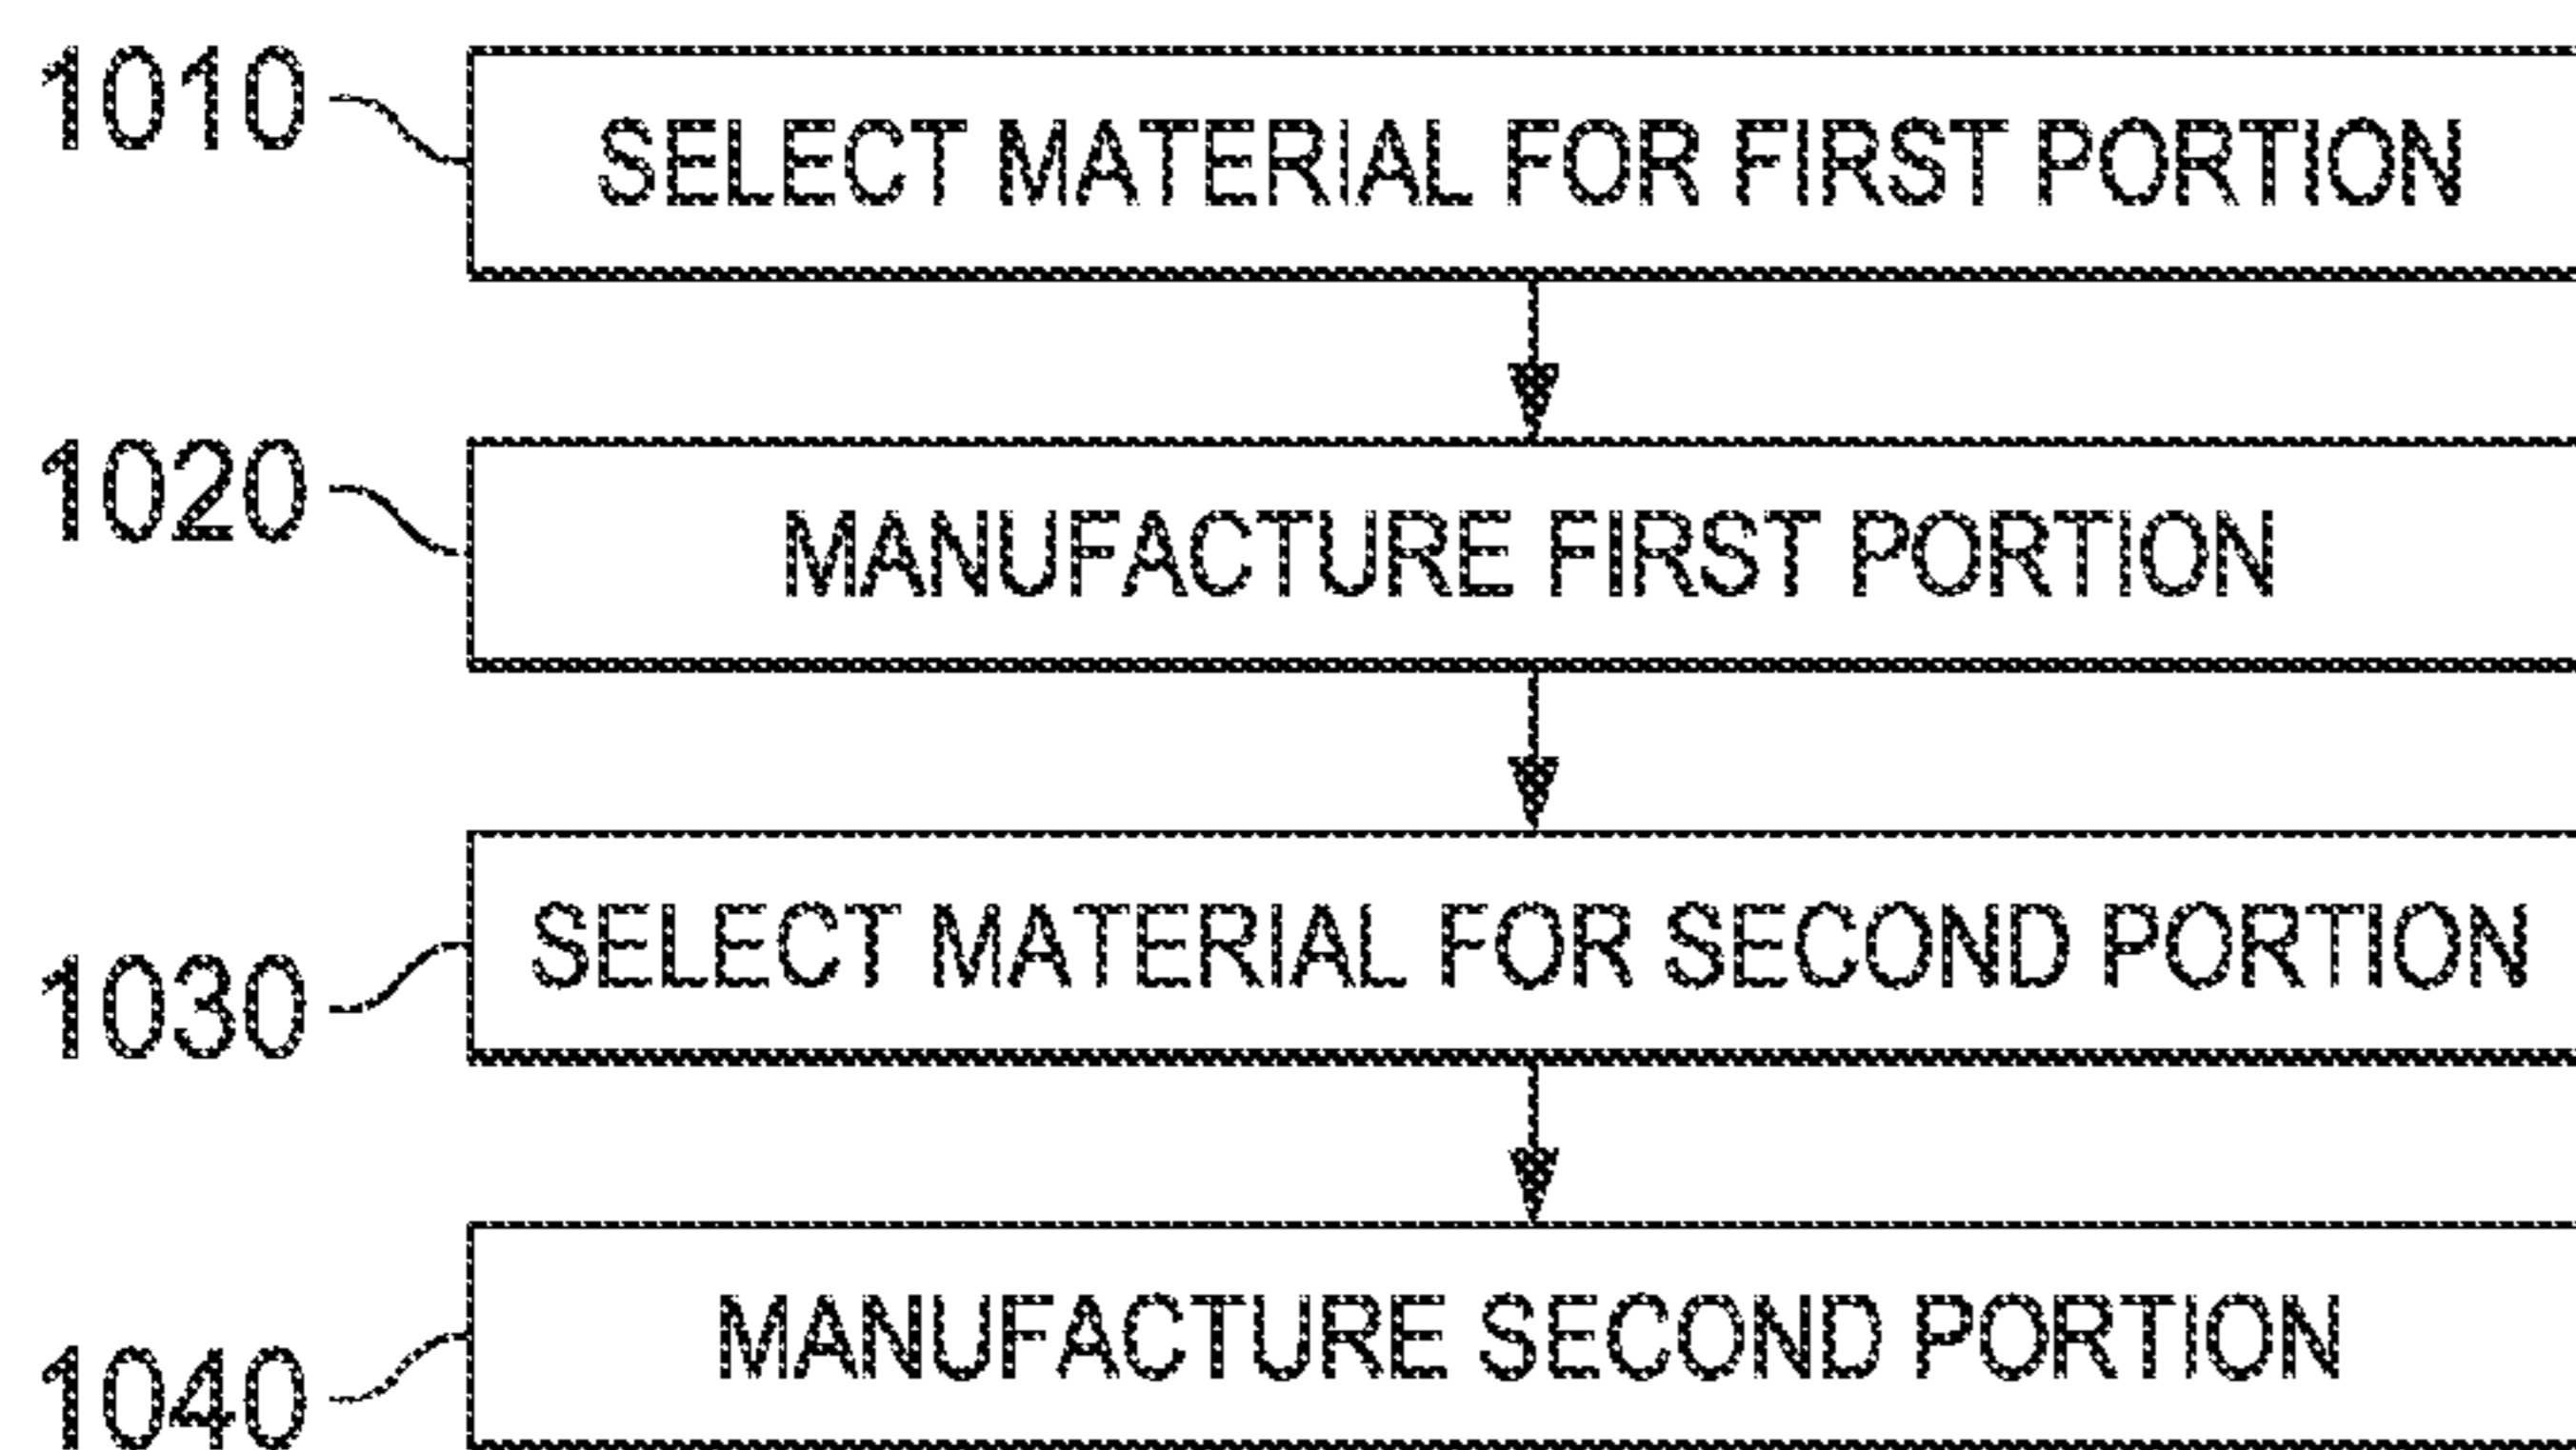 1010 SELECT MATERIAL FOR FIRST PORTION
1020 MANUFACTURE FIRST PORTION
1030 SELECT MATERIAL FOR SECOND PORTION
1040 MANUFACTURE SECOND PORTION